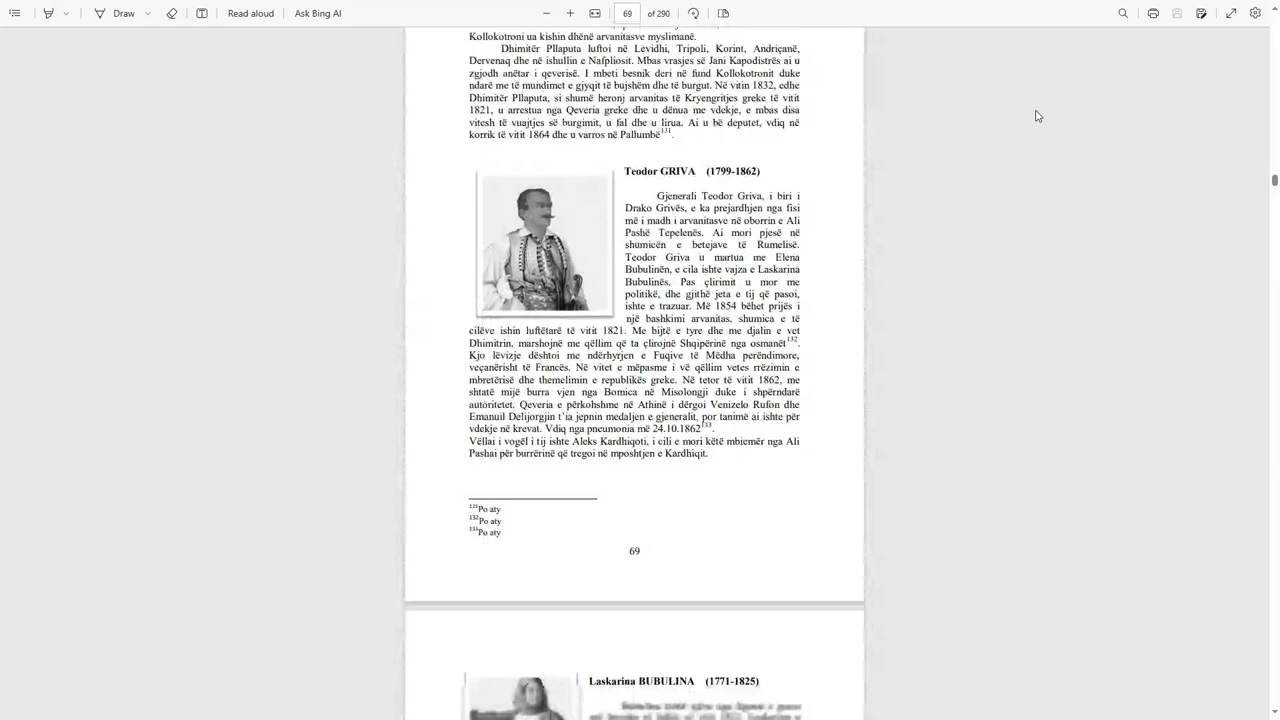 Draw
Read aloud
Ask Bing AI
69
of 290
Kollokotroni ua kishin dhënë arvanitasve myslimanë.
Dhimitër Pllaputa luftoi në Levidhi, Tripoli, Korint, Andriçanë,
Dervenaq dhe në ishullin e Nafpliosit. Mbas vrasjes së Jani Kapodistrës ai u
zgjodh anëtar i qeverisë. I mbeti besnik deri në fund Kollokotronit duke
ndarë me të mundimet e gjyqit të bujshëm dhe të burgut. Në vitin 1832, edhe
Dhimitër Pllaputa, si shumë heronj arvanitas të Kryengritjes greke të vitit
1821, u arrestua nga Qeveria greke dhe u dënua me vdekje, e mbas disa
vitesh të vuajtjes së burgimit, u fal dhe u lirua. Ai u bë deputet, vdiq në
korrik të vitit 1864 dhe u varros në Pallumbë131.
Teodor GRIVA (1799-1862)
Gjenerali Teodor Griva, i biri i
Drako Grivës, e ka prejardhjen nga fisi
më i madh i arvanitasve në oborrin e Ali
Pashë Tepelenës. Ai mori pjesë në
shumicën e betejave të Rumelisë.
Teodor Griva u martua me Elena
Bubulinën, e cila ishte vajza e Laskarina
Bubulinës. Pas çlirimit u mor me
politikë, dhe gjithë jeta e tij që pasoi,
ishte e trazuar. Më 1854 bëhet prijës i
një bashkimi arvanitas, shumica e të
cilëve ishin luftëtarë të vitit 1821. Me bijtë e tyre dhe me djalin e vet
Dhimitrin, marshojnë me qëllim që ta çlirojnë Shqipërinë nga osmanët132.
Kjo lëvizje dështoi me ndërhyrjen e Fuqive të Mëdha perëndimore,
veçanërisht të Francës. Në vitet e mëpasme i vë qëllim vetes rrëzimin e
mbretërisë dhe themelimin e republikës greke. Në tetor të vitit 1862, me
shtatë mijë burra vjen nga Bomica në Misolongji duke i shpërndarë
autoritetet. Qeveria e përkohshme në Athinë i dërgoi Venizelo Rufon dhe
Emanuil Delijorgjin t'ia jepnin medaljen e gjeneralit, por tanimë ai ishte për
vdekje në krevat. Vdiq nga pneumonia më 24.10.1862133.
Vëllai i vogël i tij ishte Aleks Kardhiqoti, i cili e mori këtë mbiemër nga Ali
Pashai për burrërinë që tregoi në mposhtjen e Kardhiqit.
131Po aty
132Po aty
133Po aty
69
Laskarina BUBULINA (1771-1825)